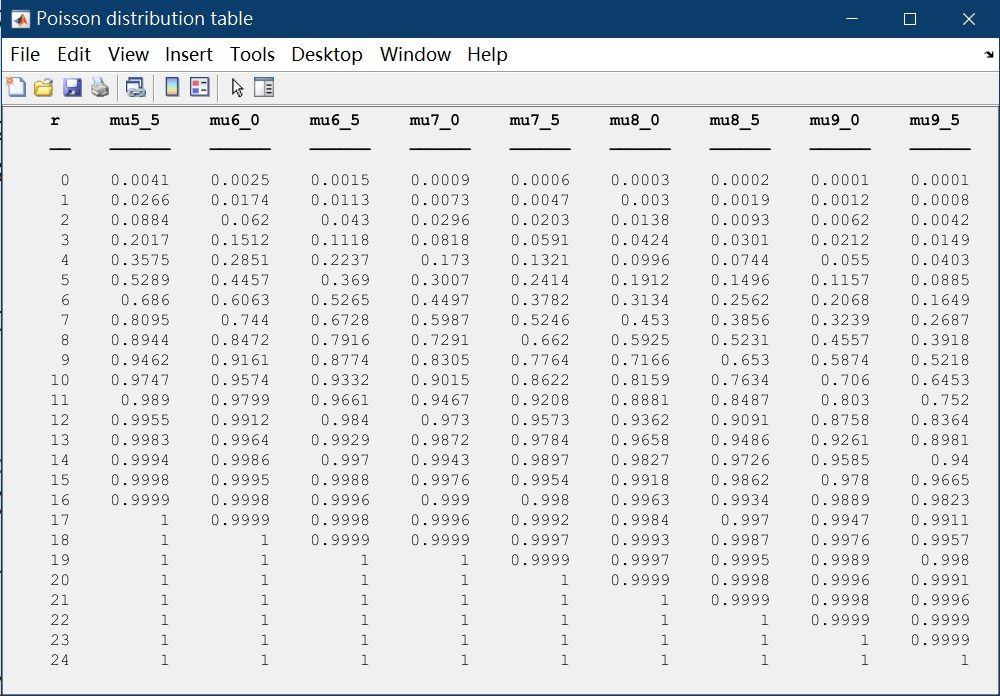 Poisson distribution table
File Edit View Insert Tools Desktop Window Help
r mu5_5 mu6_0 mu6_5 mu7_0 mu7_5 mu8_0 mu8_5 mu9_0 mu9_5
0 0.0041 0.0025 0.0015 0.0009 0.0006 0.0003 0.0002 0.0001 0.0001
1 0.0266 0.0174 0.0113 0.0073 0.0047 0.003 0.0019 0.0012 0.0008
2 0.0884 0.062 0.043 0.0296 0.0203 0.0138 0.0093 0.0062 0.0042
3 0.2017 0.1512 0.1118 0.0818 0.0591 0.0424 0.0301 0.0212 0.0149
4 0.3575 0.2851 0.2237 0.173 0.1321 0.0996 0.0744 0.055 0.0403
5 0.5289 0.4457 0.369 0.3007 0.2414 0.1912 0.1496 0.1157 0.0885
6 0.686 0.6063 0.5265 0.4497 0.3782 0.3134 0.2562 0.2068 0.1649
7 0.8095 0.744 0.6728 0.5987 0.5246 0.453 0.3856 0.3239 0.2687
8 0.8944 0.8472 0.7916 0.7291 0.662 0.5925 0.5231 0.4557 0.3918
9 0.9462 0.9161 0.8774 0.8305 0.7764 0.7166 0.653 0.5874 0.5218
10 0.9747 0.9574 0.9332 0.9015 0.8622 0.8159 0.7634 0.706 0.6453
11 0.989 0.9799 0.9661 0.9467 0.9208 0.8881 0.8487 0.803 0.752
12 0.9955 0.9912 0.984 0.973 0.9573 0.9362 0.9091 0.8758 0.8364
13 0.9983 0.9964 0.9929 0.9872 0.9784 0.9658 0.9486 0.9261 0.8981
14 0.9994 0.9986 0.997 0.9943 0.9897 0.9827 0.9726 0.9585 0.94
15 0.9998 0.9995 0.9988 0.9976 0.9954 0.9918 0.9862 0.978 0.9665
16 0.9999 0.9998 0.9996 0.999 0.998 0.9963 0.9934 0.9889 0.9823
17 1 0.9999 0.9998 0.9996 0.9992 0.9984 0.997 0.9947 0.9911
18 1 1 0.9999 0.9999 0.9997 0.9993 0.9987 0.9976 0.9957
19 1 1 1 1 0.9999 0.9997 0.9995 0.9989 0.998
20 1 1 1 1 1 0.9999 0.9998 0.9996 0.9991
21 1 1 1 1 1 1 0.9999 0.9998 0.9996
22 1 1 1 1 1 1 1 0.9999 0.9999
23 1 1 1 1 1 1 1 1 0.9999
24 1 1 1 1 1 1 1 1 1